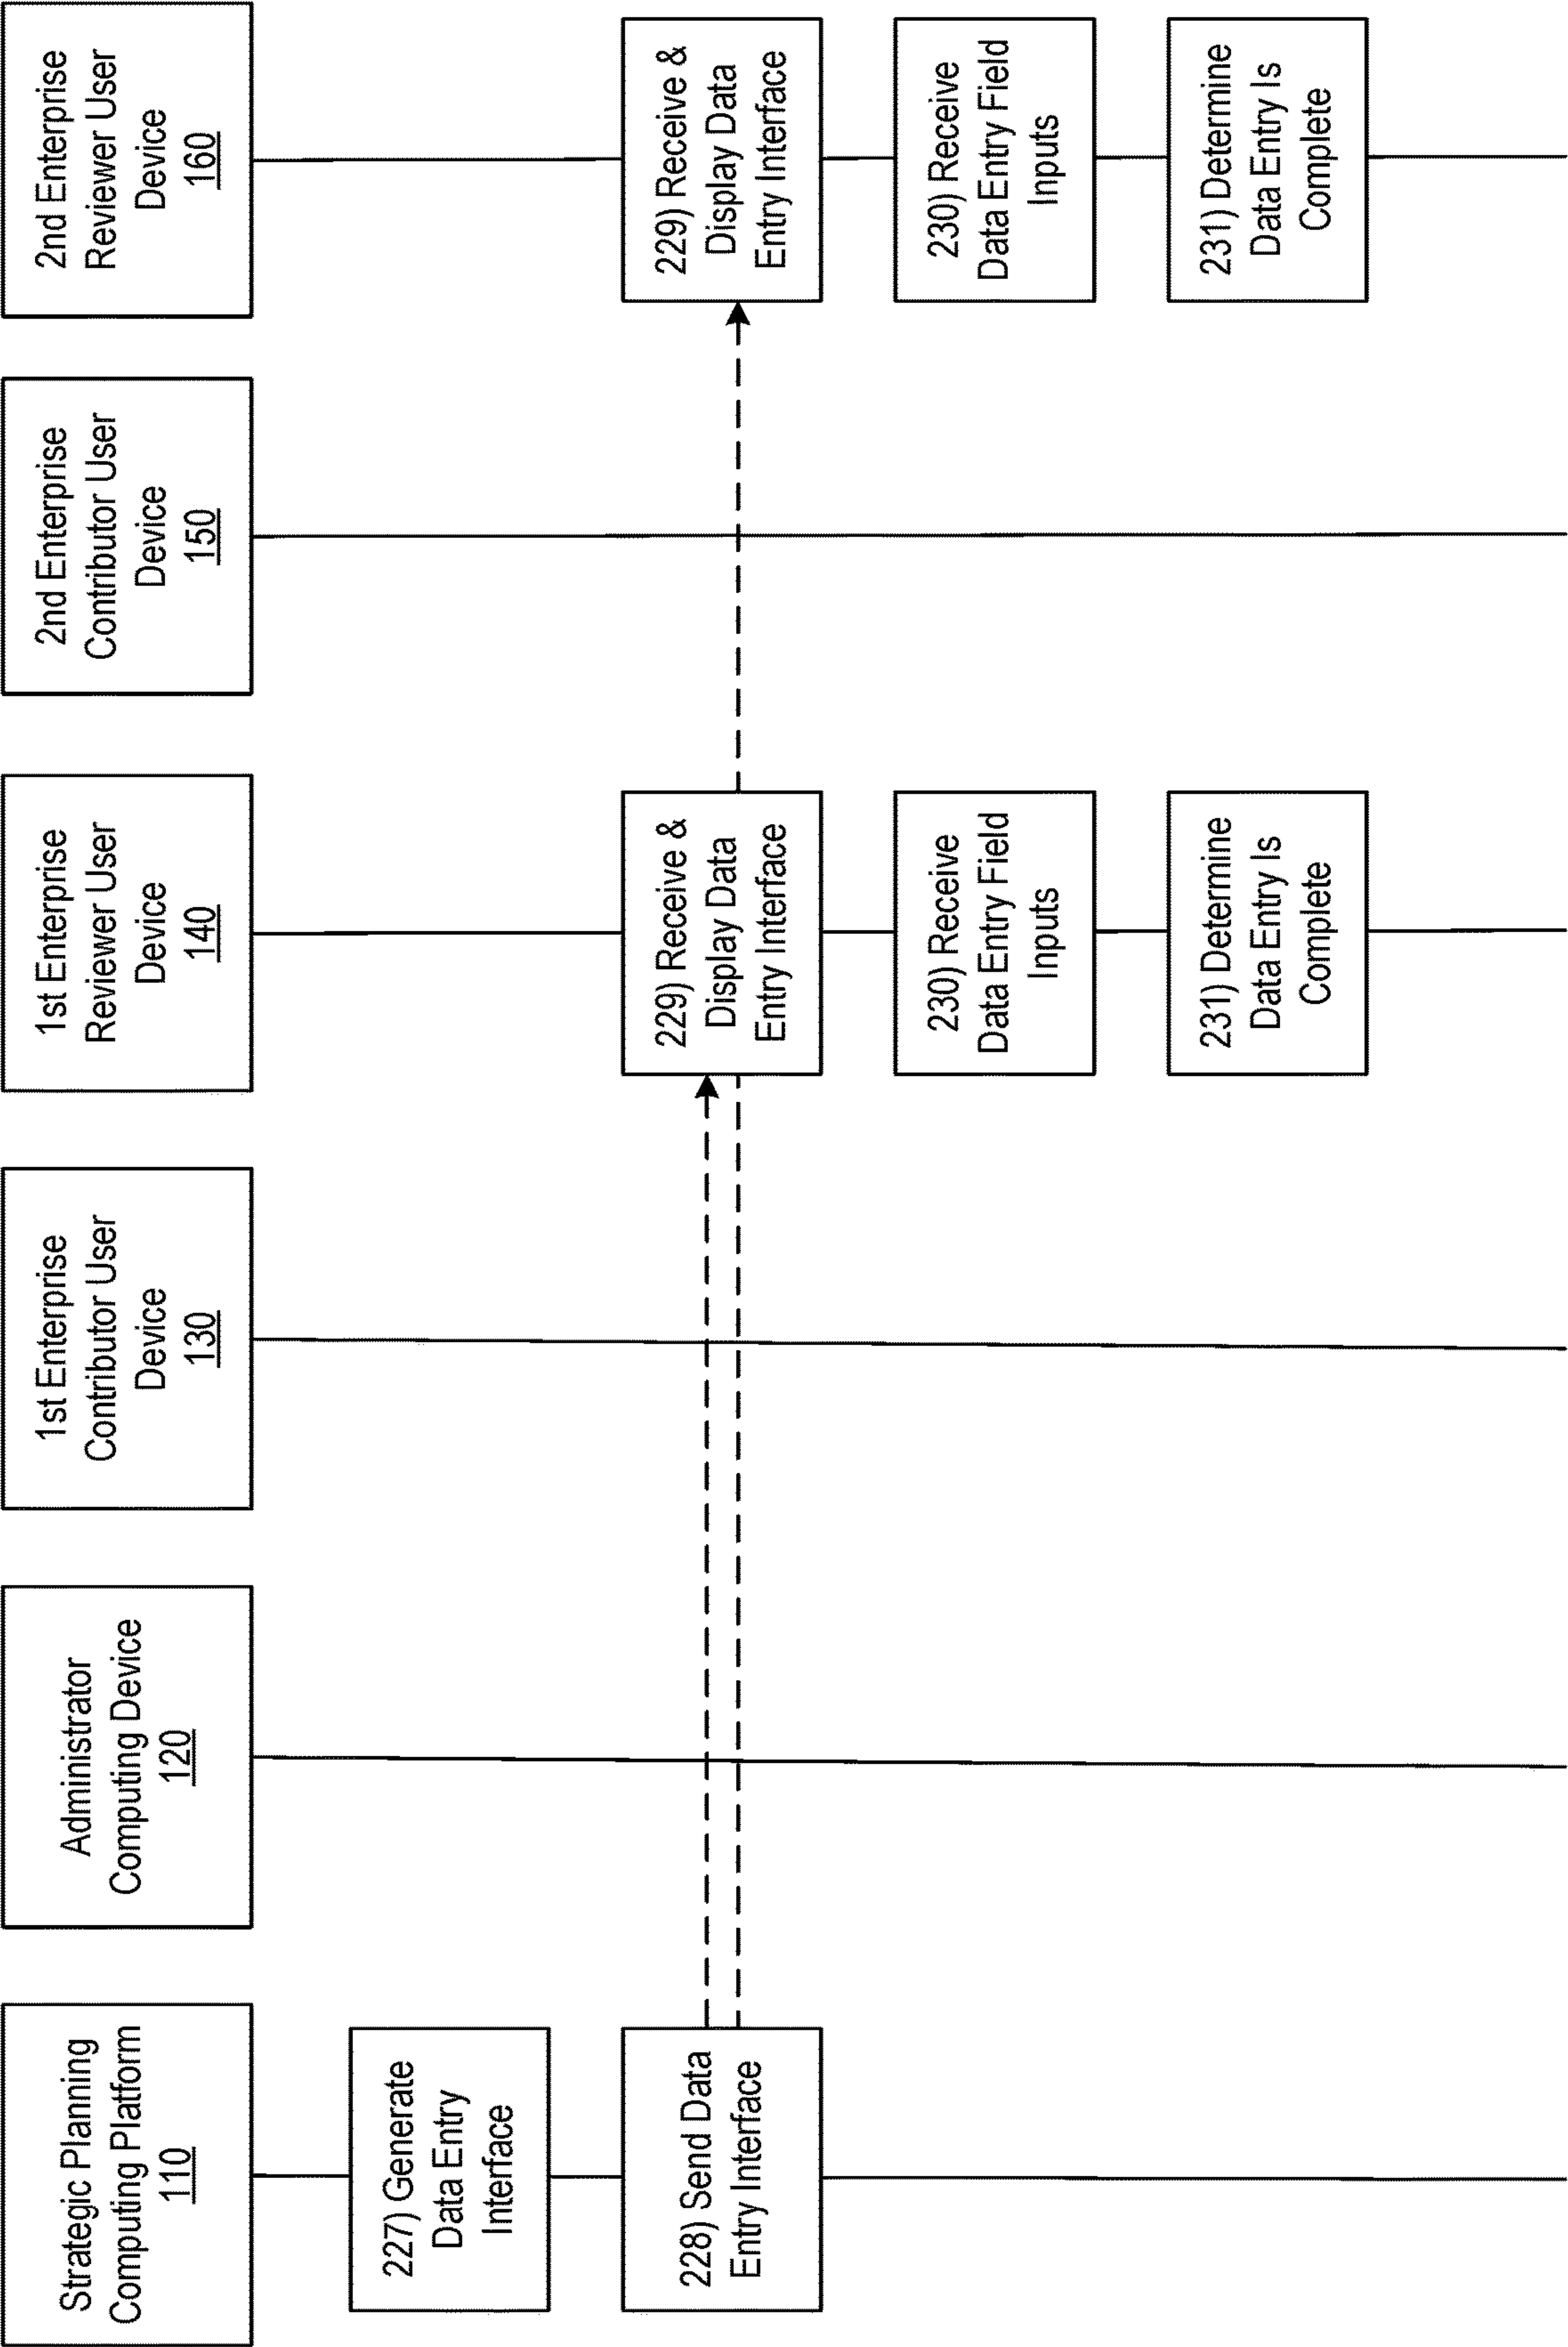 Strategic Planning
Computing Platform
110
Administrator
Computing Device
120
1st Enterprise
Contributor User
Device
130
1st Enterprise
Reviewer User
Device
140
2nd Enterprise
Contributor User
Device
150
2nd Enterprise
Reviewer User
Device
160
227) Generate
Data Entry
Interface
228) Send Data
Entry Interface
229) Receive &
Display Data
Entry Interface
229) Receive &
Display Data
Entry Interface
230) Receive
Data Entry Field
Inputs
230) Receive
Data Entry Field
Inputs
231) Determine
Data Entry Is
Complete
231) Determine
Data Entry Is
Complete